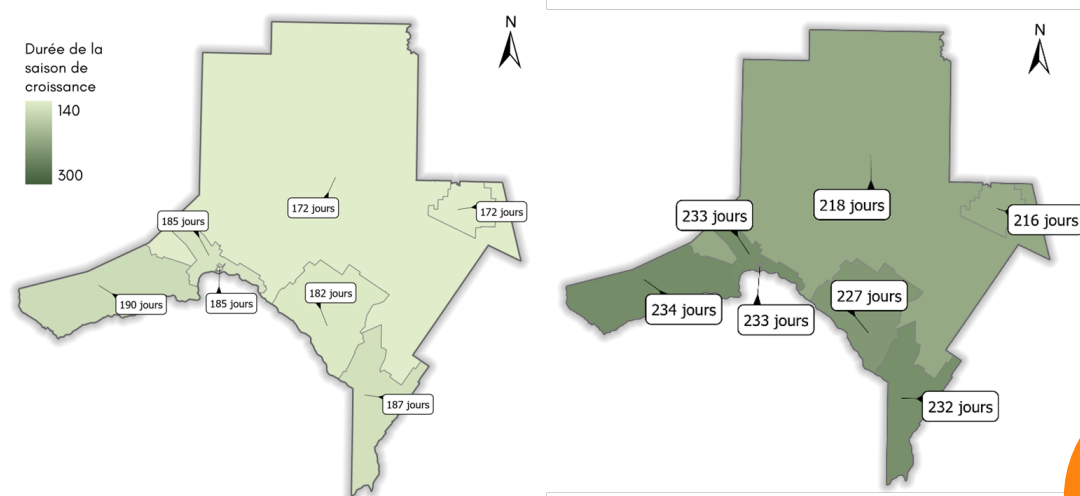 N
Durée de la
saison de
croissance
140
300
172 jours
172 jours
185 jours
182 jours
190 jours
185 jours
187 jours
N
218 jours
233 jours
216 jours
227 jours
234 jours
233 jours
232 jours